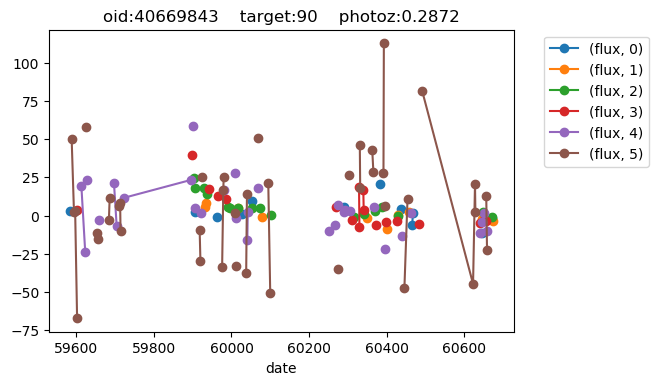 oid:40669843    target:90    photoz:0.2872
(flux, 0)
(flux, 1)
(flux, 2)
(flux, 3)
(flux, 4)
(flux, 5)
100
75
50
25
0
−25
−50
−75
59600 59800 60000 60200 60400 60600
date